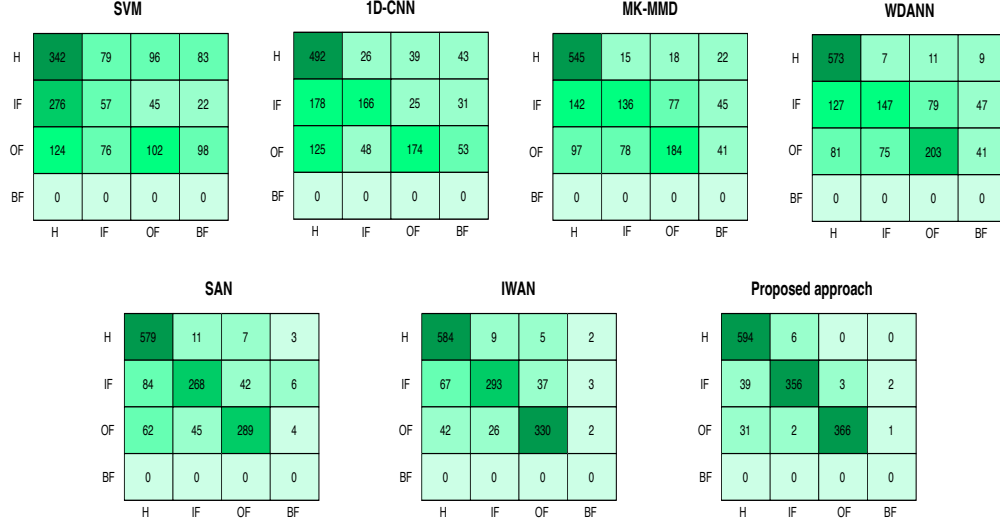 SVM 1D-CNN MK-MMD WDANN
H 342 79 96 83 H 492 26 39 43 H 545 15 18 22 H 573 7 11 9
IF 276 57 45 22 IF 178 166 25 31 IF 142 136 77 45 IF 127 147 79 47
OF 124 76 102 98 OF 125 48 174 53 OF 97 78 184 41 OF 81 75 203 41
BF 0 0 0 0 BF 0 0 0 0 BF 0 0 0 0 BF 0 0 0 0
H IF OF BF H IF OF BF H IF OF BF H IF OF BF
SAN IWAN Proposed approach
H 579 11 7 3 H 584 9 5 2 H 594 6 0 0
IF 84 268 42 6 IF 67 293 37 3 IF 39 356 3 2
OF 62 45 289 4 OF 42 26 330 2 OF 31 2 366 1
BF 0 0 0 0 BF 0 0 0 0 BF 0 0 0 0
H IF OF BF H IF OF BF H IF OF BF